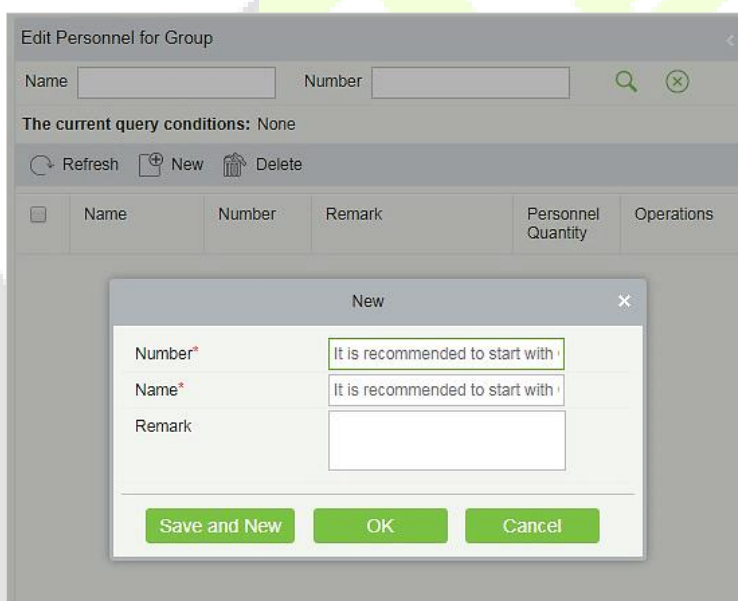 Edit Personnel for Group
Name Number
The current query conditions: None
Refresh New Delete
Name Number Remark Personnel Quantity Operations
New
Number*
It is recommended to start with
Name*
It is recommended to start with
Remark
Save and New OK Cancel